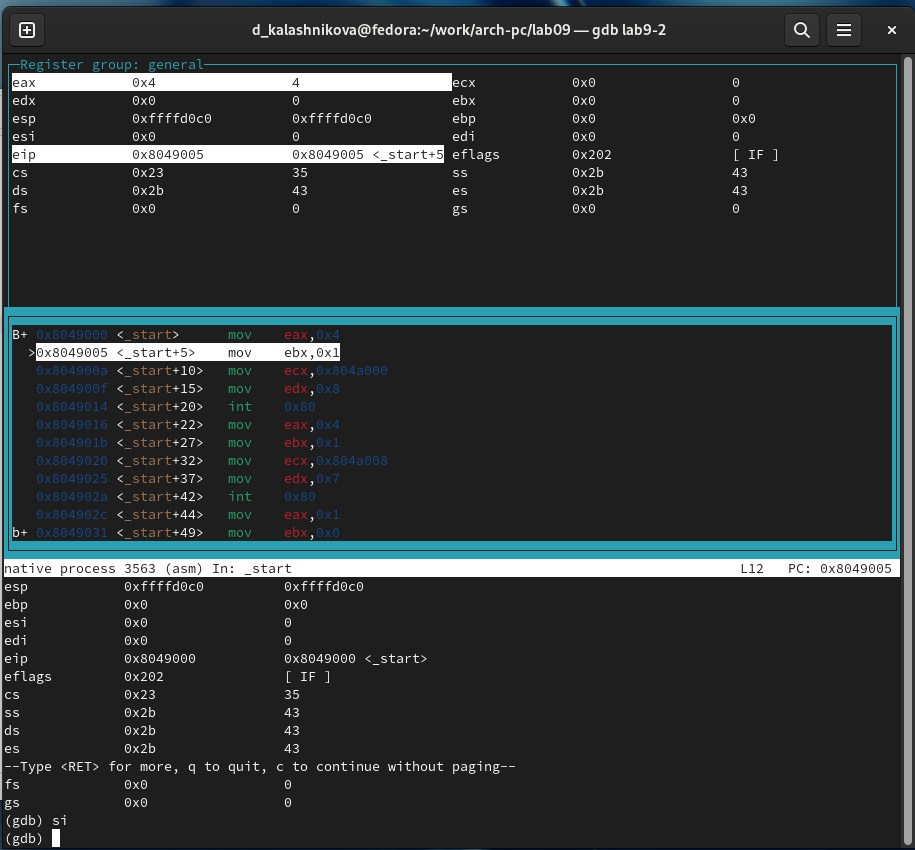 d_kalashnikova@fedora:~/work/arch-pc/lab09 — gdb lab9-2
Register group: general
eax 0x4 4 ecx 0x0 0
edx 0x0 0 ebx 0x0 0
esp 0xffffd0c0 0xffffd0c0 ebp 0x0 0x0
esi 0x0 0 edi 0x0 0
eip 0x8049005 0x8049005 <_start+5 eflags 0x202 [ IF ]
cs 0x23 35 ss 0x2b 43
ds 0x2b 43 es 0x2b 43
fs 0x0 0 gs 0x0 0
B+ 0x8049000 <_start> mov eax,0x4
>0x8049005 <_start+5> mov ebx,0x1
0x804900a <_start+10> mov ecx,0x804a000
0x804900f <_start+15> mov edx,0x8
0x8049014 <_start+20> int 0x80
0x8049016 <_start+22> mov eax,0x4
0x804901b <_start+27> mov ebx,0x1
0x8049020 <_start+32> mov ecx,0x804a008
0x8049025 <_start+37> mov edx,0x7
0x804902a <_start+42> int 0x80
0x804902c <_start+44> mov eax,0x1
b+ 0x8049031 <_start+49> mov ebx,0x0
native process 3563 (asm) In: _start L12 PC: 0x8049005
esp 0xffffd0c0 0xffffd0c0
ebp 0x0 0x0
esi 0x0 0
edi 0x0 0
eip 0x8049000 0x8049000 <_start>
eflags 0x202 [ IF ]
cs 0x23 35
ss 0x2b 43
ds 0x2b 43
es 0x2b 43
--Type <RET> for more, q to quit, c to continue without paging--
fs 0x0 0
gs 0x0 0
(gdb) si
(gdb)